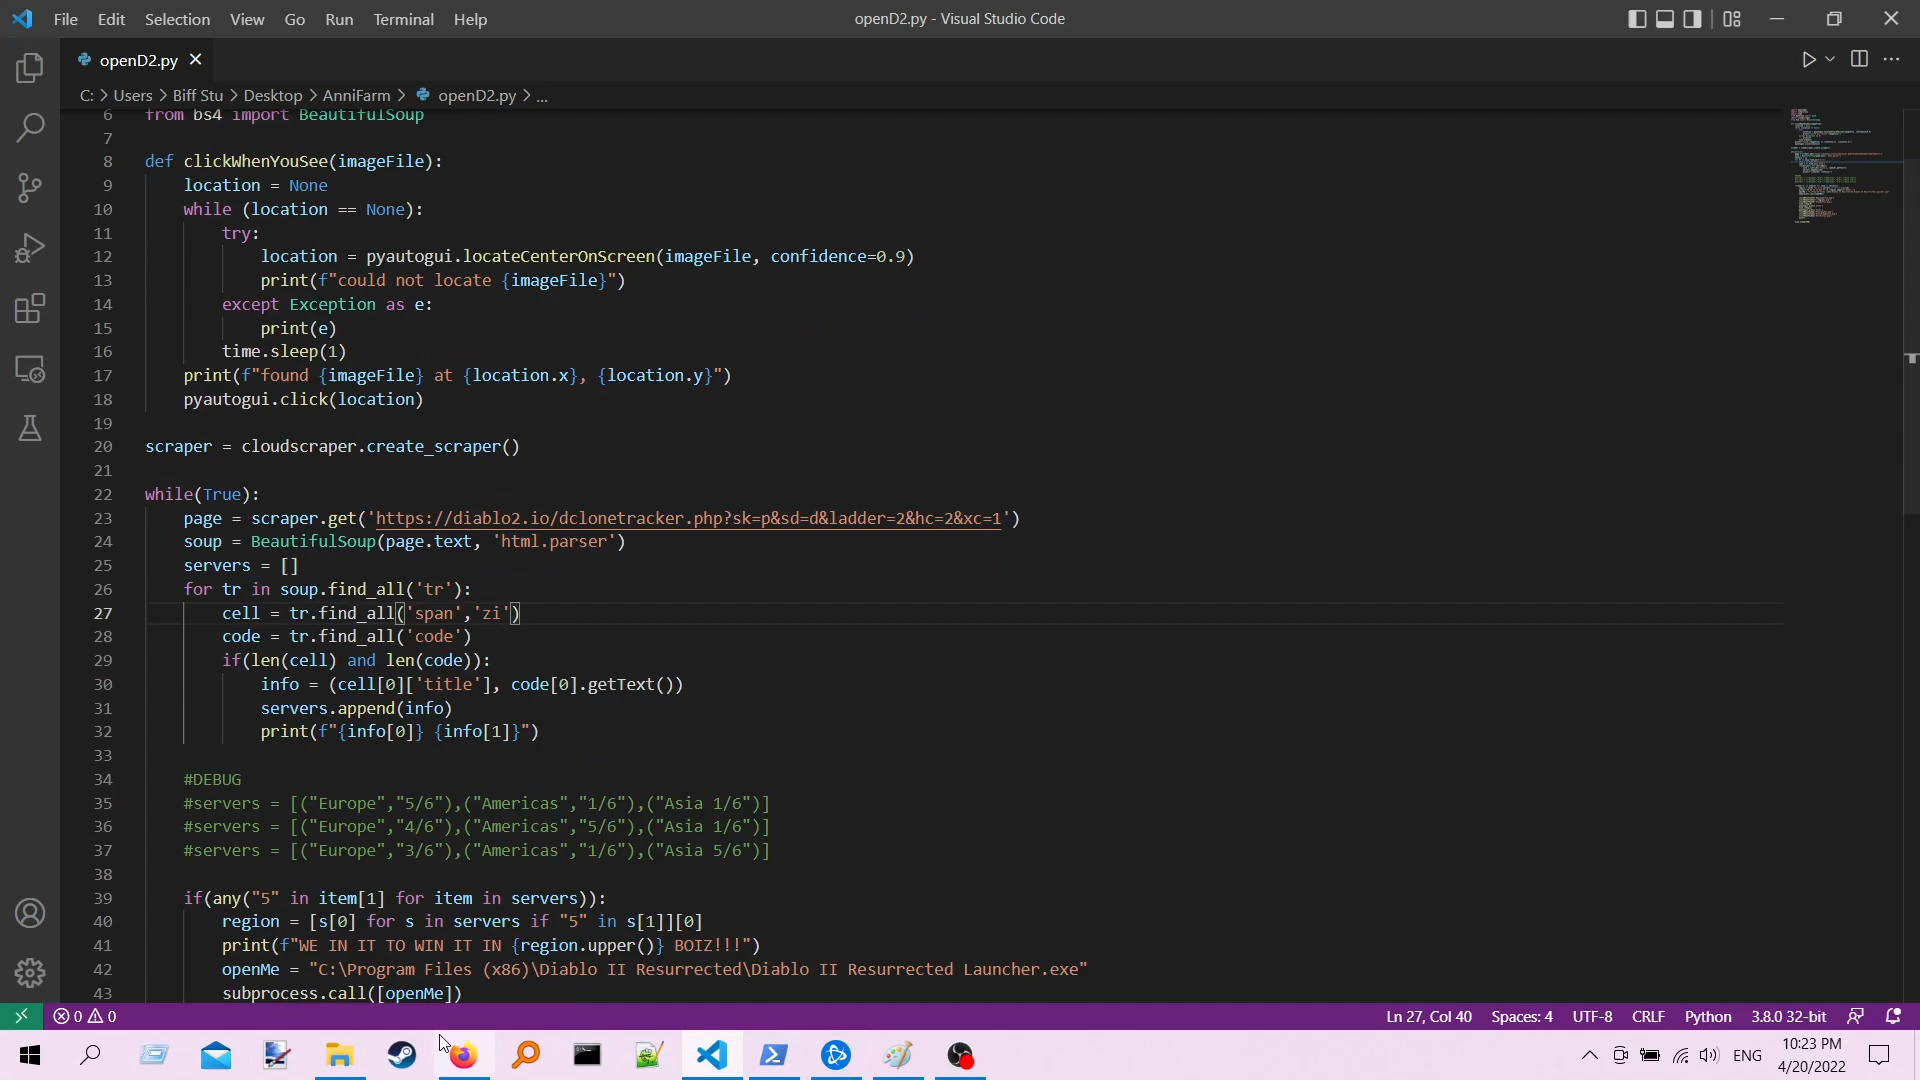 File Edit Selection View Go Run Terminal Help
openD2.py - Visual Studio Code
openD2.py
C: > Users > Biff Stu > Desktop > AnniFarm > openD2.py > ...
6 from bs4 import BeautifulSoup
7
8 def clickWhenYouSee(imageFile):
9 location = None
10 while (location == None):
11 try:
12 location = pyautogui.locateCenterOnScreen(imageFile, confidence=0.9)
13 print(f"could not locate {imageFile}")
14 except Exception as e:
15 print(e)
16 time.sleep(1)
17 print(f"found {imageFile} at {location.x}, {location.y}")
18 pyautogui.click(location)
19
20 scraper = cloudscraper.create_scraper()
21
22 while(True):
23 page = scraper.get('https://diablo2.io/dclonetracker.php?sk=p&sd=d&ladder=2&hc=2&xc=1')
24 soup = BeautifulSoup(page.text, 'html.parser')
25 servers = []
26 for tr in soup.find_all('tr'):
27 cell = tr.find_all('span','zi')
28 code = tr.find_all('code')
29 if(len(cell) and len(code)):
30 info = (cell[0]['title'], code[0].getText())
31 servers.append(info)
32 print(f"{info[0]} {info[1]}")
33
34 #DEBUG
35 #servers = [("Europe","5/6"),("Americas","1/6"),("Asia 1/6")]
36 #servers = [("Europe","4/6"),("Americas","5/6"),("Asia 1/6")]
37 #servers = [("Europe","3/6"),("Americas","1/6"),("Asia 5/6")]
38
39 if(any("5" in item[1] for item in servers)):
40 region = [s[0] for s in servers if "5" in s[1]][0]
41 print(f"WE IN IT TO WIN IT IN {region.upper()} BOIZ!!!")
42 openMe = "C:\Program Files (x86)\Diablo II Resurrected\Diablo II Resurrected Launcher.exe"
43 subprocess.call([openMe])
0 0 Ln 27, Col 40 Spaces: 4 UTF-8 CRLF Python 3.8.0 32-bit
ENG 10:23 PM
4/20/2022